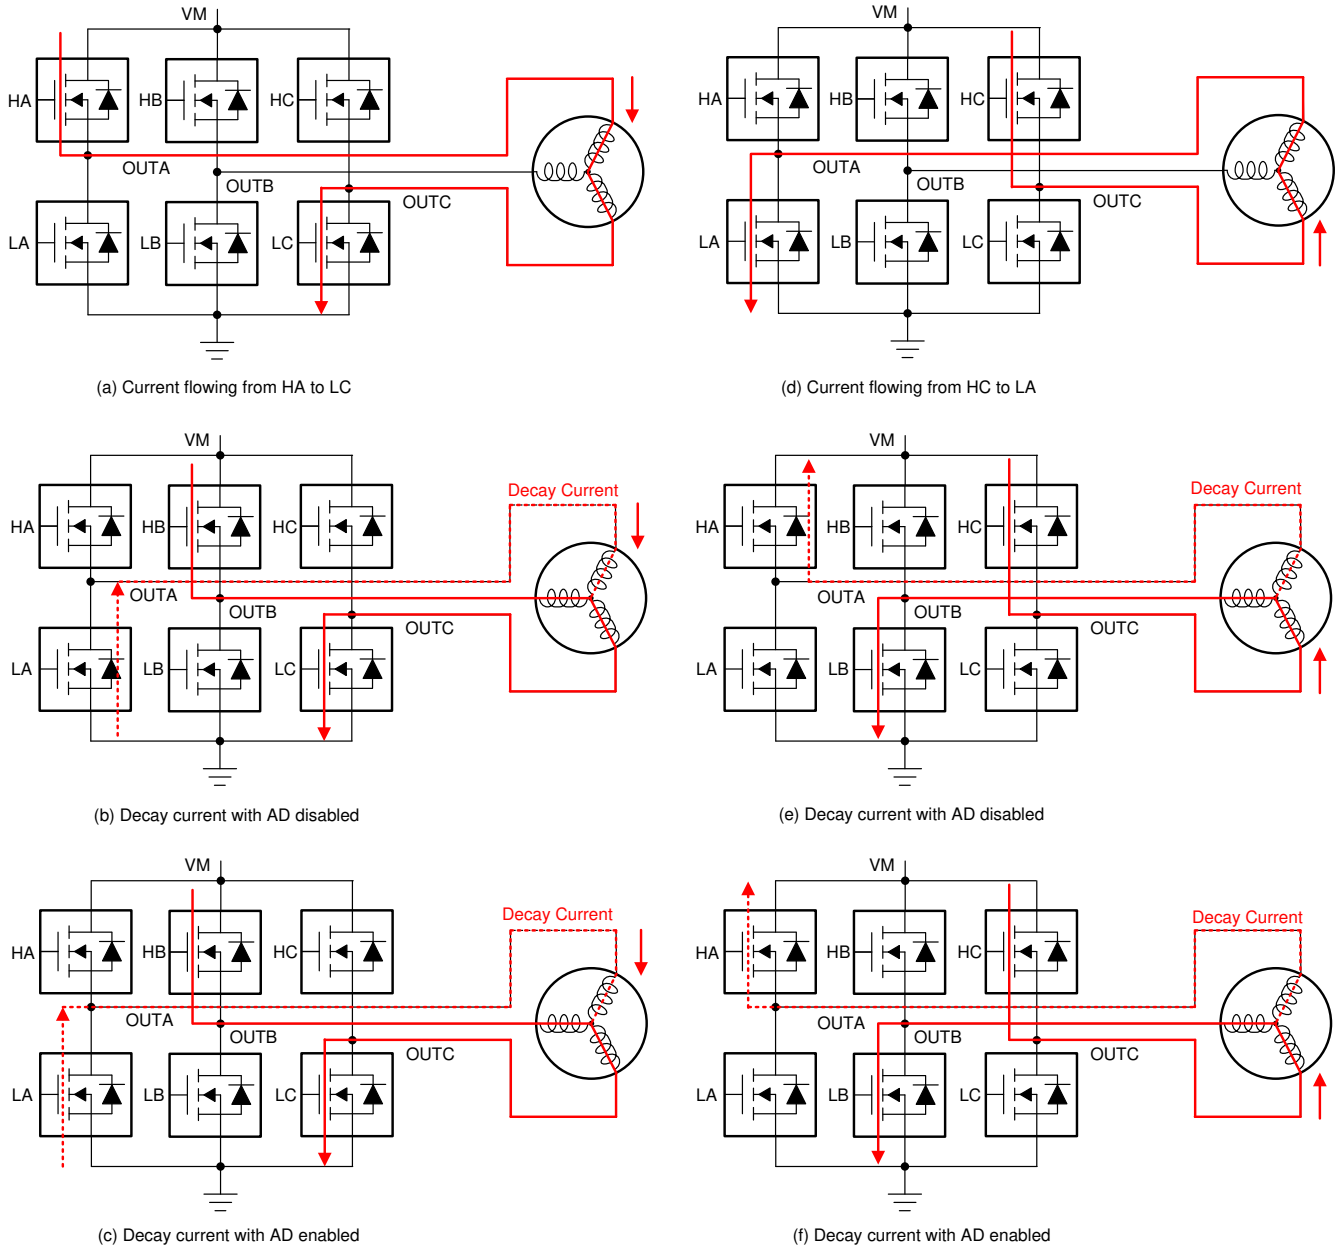 VM
HA
HB
HC
OUTA
OUTB
OUTC
LA
LB
LC
(a) Current flowing from HA to LC
VM
HA
HB
HC
OUTA
OUTB
OUTC
LA
LB
LC
(d) Current flowing from HC to LA
VM
Decay Current
HA
HB
HC
OUTA
OUTB
OUTC
LA
LB
LC
(b) Decay current with AD disabled
VM
Decay Current
HA
HB
HC
OUTA
OUTB
OUTC
LA
LB
LC
(e) Decay current with AD disabled
VM
Decay Current
HA
HB
HC
OUTA
OUTB
OUTC
LA
LB
LC
(c) Decay current with AD enabled
VM
Decay Current
HA
HB
HC
OUTA
OUTB
OUTC
LA
LB
LC
(f) Decay current with AD enabled